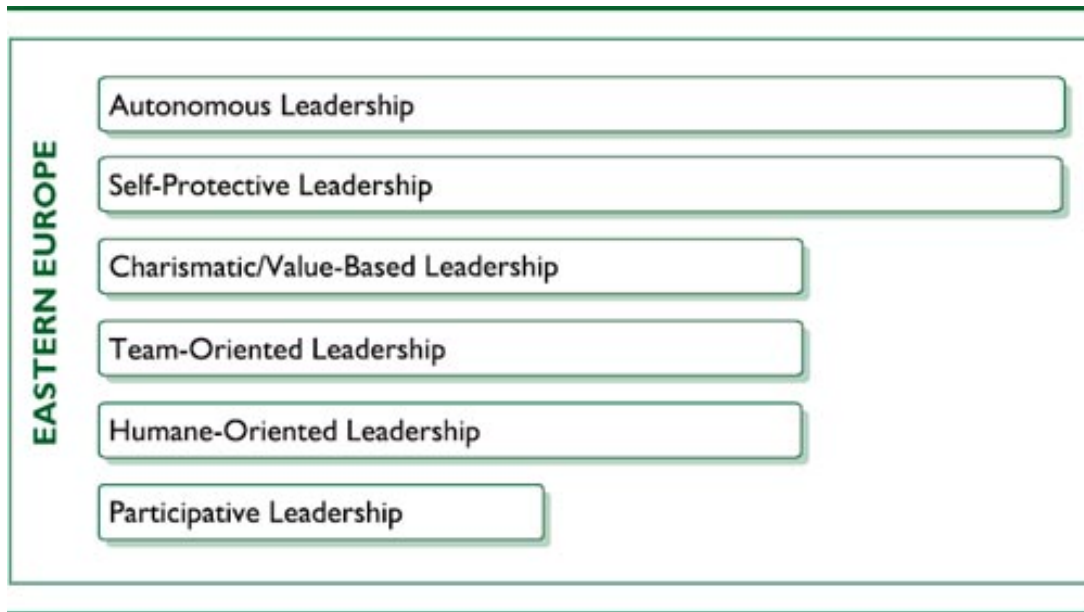 EASTERN EUROPE
Autonomous Leadership
Self-Protective Leadership
Charismatic/Value-Based Leadership
Team-Oriented Leadership
Humane-Oriented Leadership
Participative Leadership